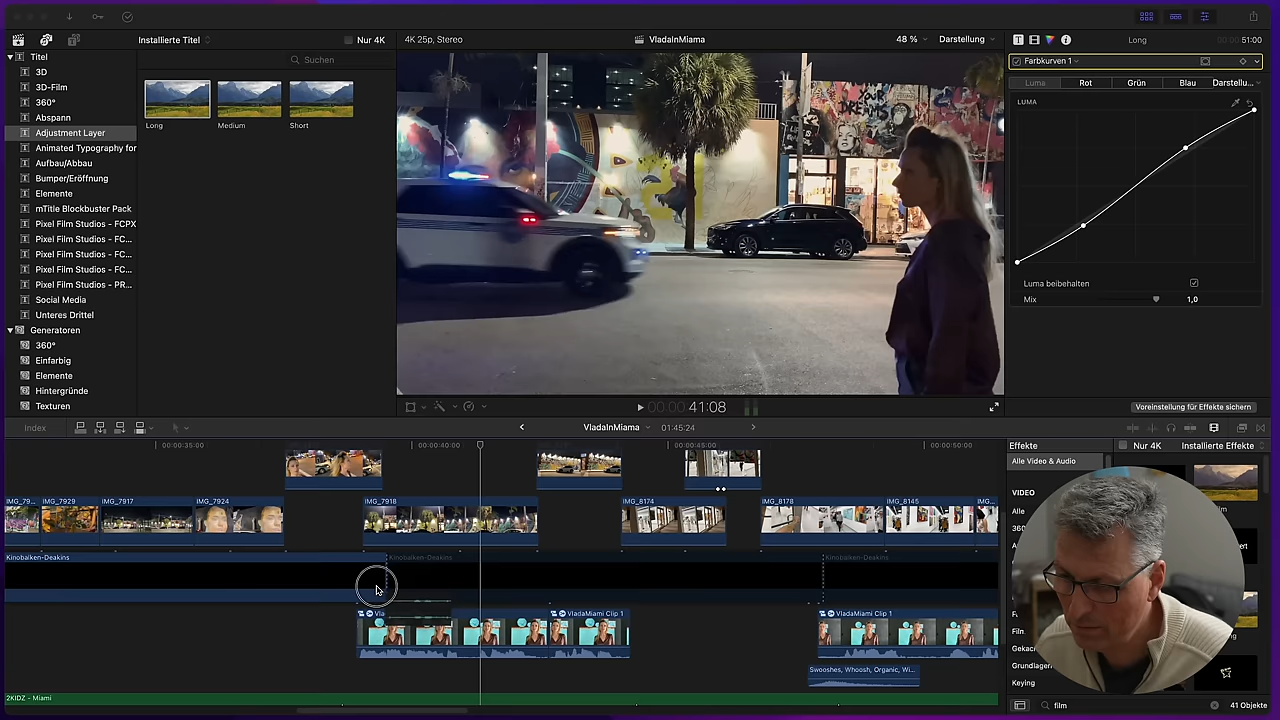 Installierte Titel
Nur 4K
4K 25p, Stereo
VladaInMiama
48 %
Darstellung
Long
51:00
Titel
3D
3D-Film
360°
Abspann
Adjustment Layer
Animated Typography for
Aufbau/Abbau
Bumper/Eröffnung
Elemente
mTitle Blockbuster Pack
Pixel Film Studios - FCPX
Pixel Film Studios - FC...
Pixel Film Studios - FC...
Pixel Film Studios - FC...
Pixel Film Studios - PR...
Social Media
Unteres Drittel
Generatoren
360°
Einfarbig
Elemente
Hintergründe
Texturen
Suchen
Long
Medium
Short
Farbkurven 1
Luma
Rot
Grün
Blau
Darstellu...
LUMA
Luma beibehalten
Mix
1,0
Voreinstellung für Effekte sichern
00:00:41:08
Index
VladaInMiama
01:45:24
00:00:35:00
00:00:40:00
00:00:45:00
00:00:50:00
IMG_79...
IMG_7929
IMG_7917
IMG_7924
IMG_7918
IMG_8174
IMG_8178
IMG_8145
IMG...
Kinobalken-Deakins
Kinobalken-Deakins
Kinobalken-Deakins
Vla
VladaMiami Clip 1
VladaMiami Clip 1
Swooshes, Whoosh, Organic, Wi...
2KIDZ - Miami
Effekte
Nur 4K
Installierte Effekte
Alle Video & Audio
VIDEO
Alle
360
Film
Gekac
Grundlagen
Keying
film
41 Objekte